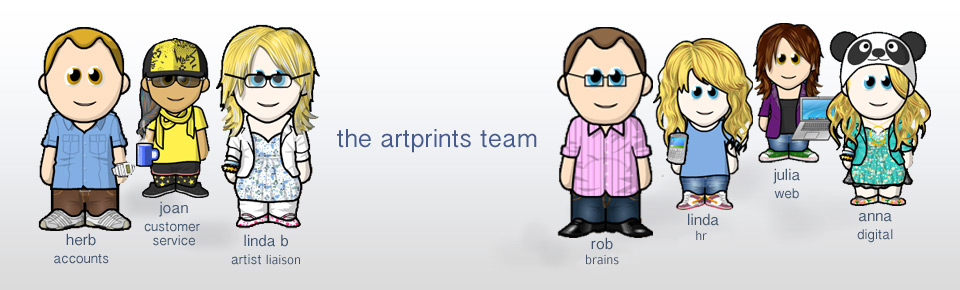 herb
accounts
joan
customer
service
linda b
artist liaison
the artprints team
rob
brains
linda
hr
julia
web
anna
digital